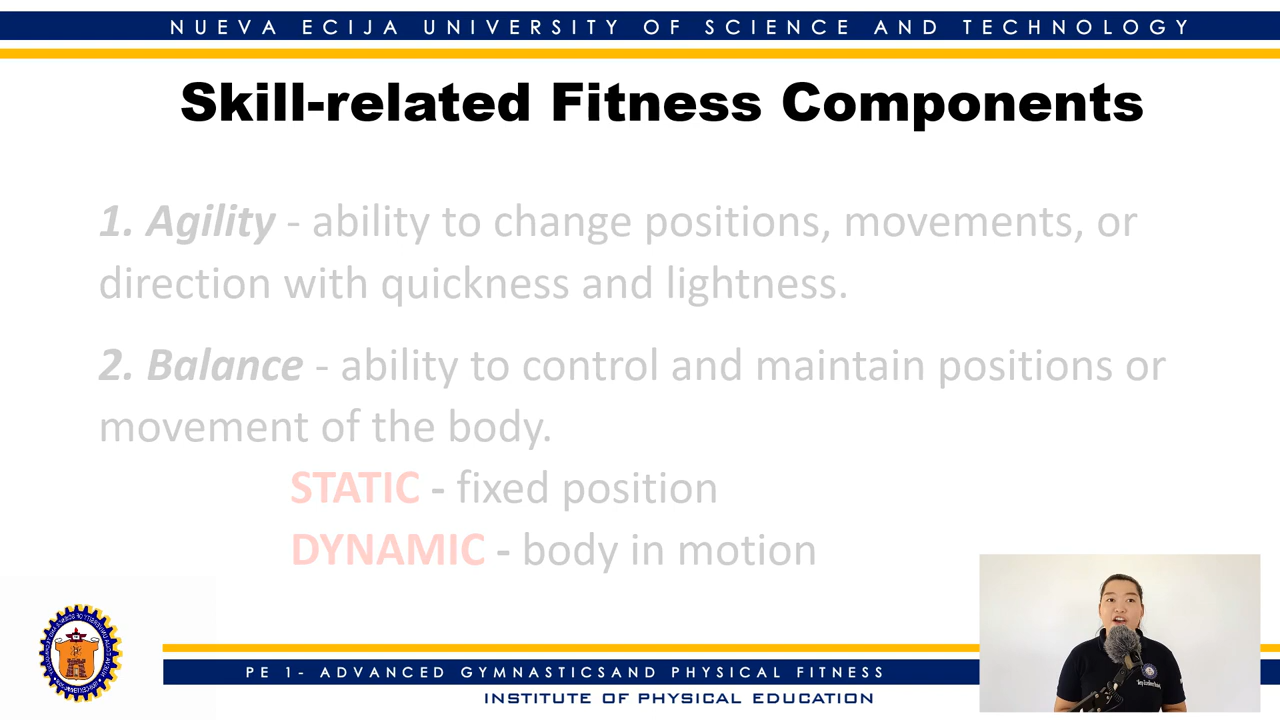 NUEVA ECIJA UNIVERSITY OF SCIENCE AND TECHNOLOGY
Skill-related Fitness Components
1. Agility - ability to change positions, movements, or
direction with quickness and lightness.
2. Balance - ability to control and maintain positions or
movement of the body.
STATIC - fixed position
DYNAMIC - body in motion
PE 1- ADVANCED GYMNASTICSAND PHYSICAL FITNESS
INSTITUTE OF PHYSICAL EDUCATION